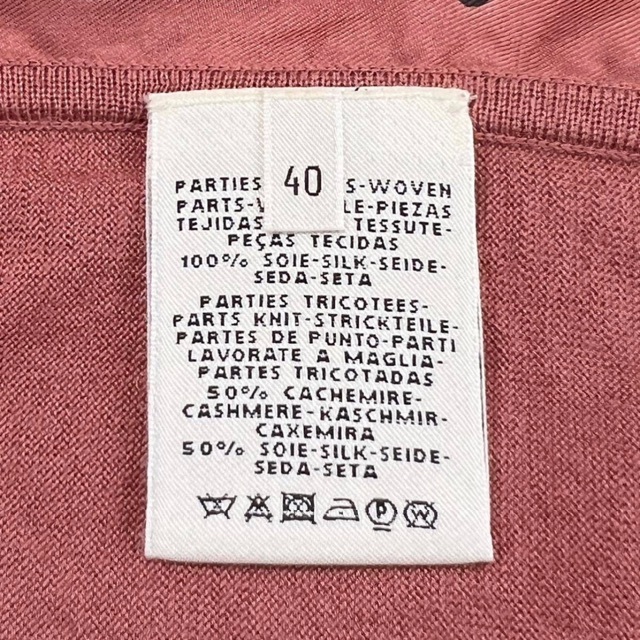 40
PARTIES S-WOVEN
PARTS- LE-PIEZAS
TEJIDAS TESSUTE-
PEÇAS TECIDAS
100% SOIE-SILK-SEIDE-
SEDA-SETA
PARTIES TRICOTEES-
PARTS KNIT-STRICKTEILE-
PARTES DE PUNTO-PARTI
LAVORATE A MAGLIA-
PARTES TRICOTADAS
50% CACHEMIRE-
CASHMERE-KASCHMIR-
CAXEMIRA
50% SOIE-SILK-SEIDE-
SEDA-SETA
P W